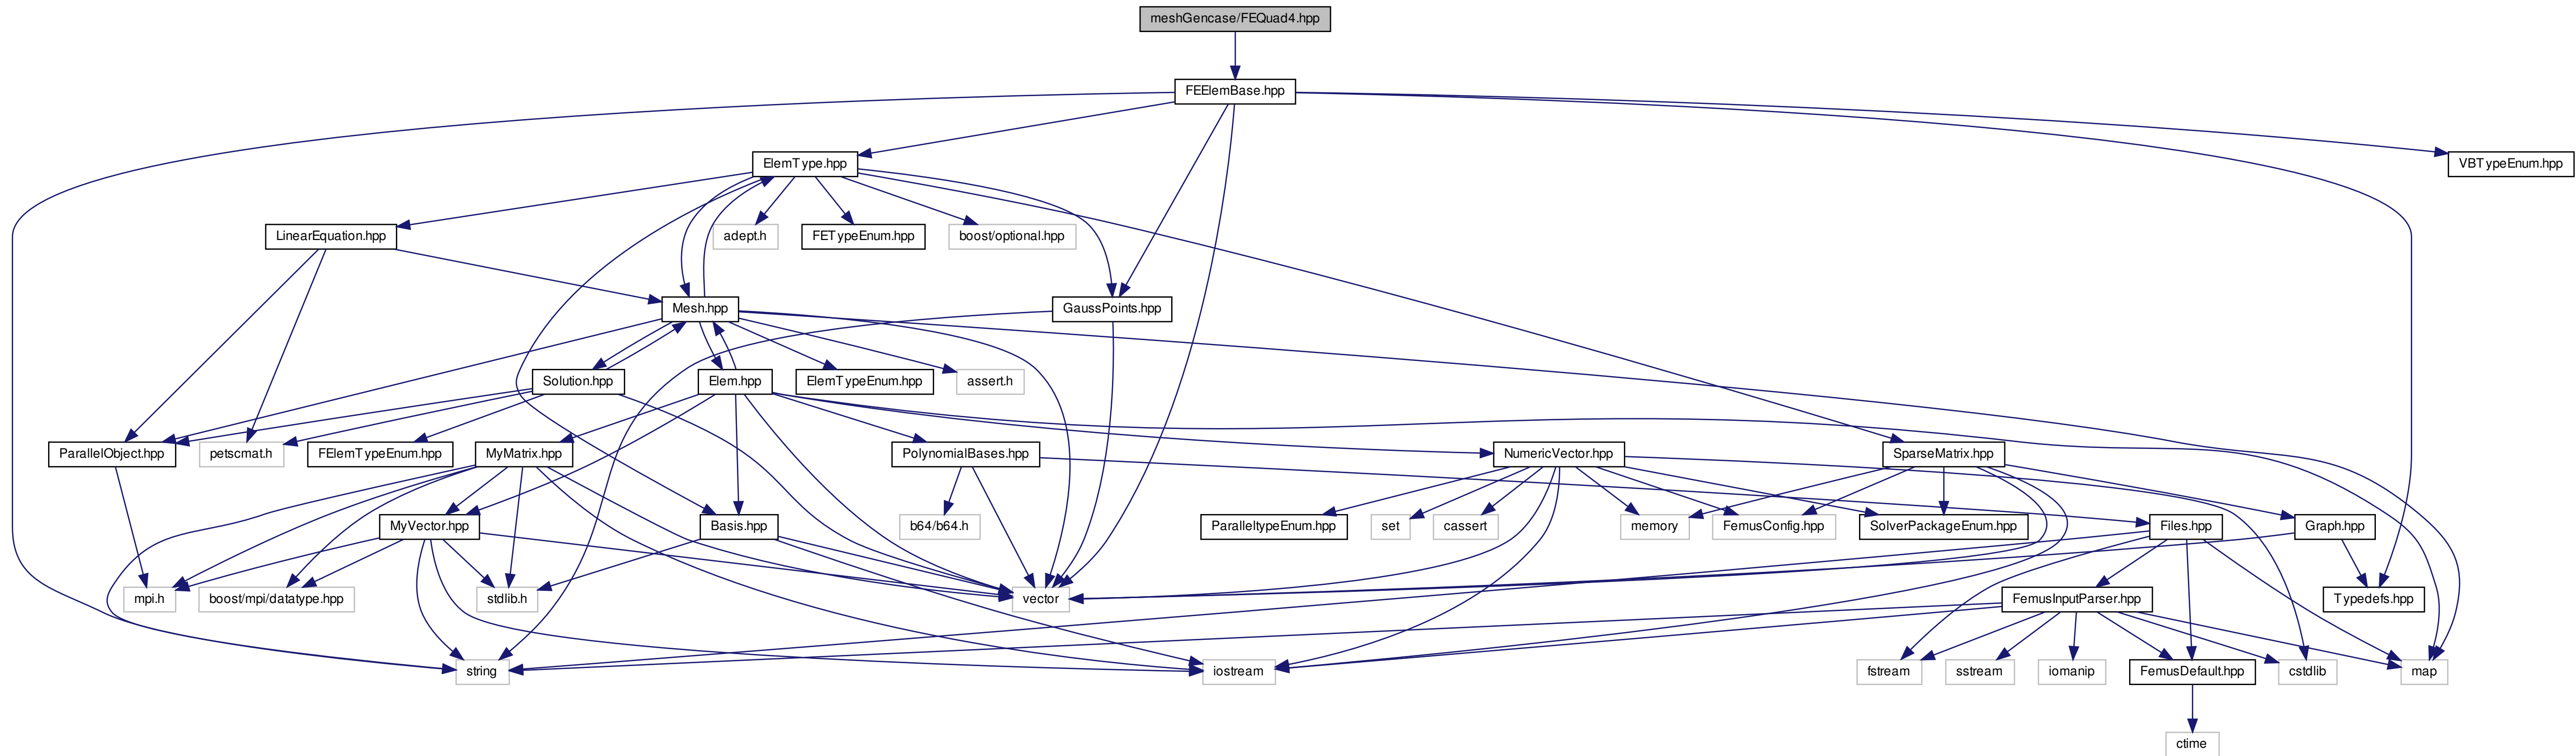 meshGencase/FEQuad4.hpp
FEElemBase.hpp
ElemType.hpp
VBTypeEnum.hpp
LinearEquation.hpp
adept.h
FETypeEnum.hpp
boost/optional.hpp
Mesh.hpp
GaussPoints.hpp
Solution.hpp
Elem.hpp
ElemTypeEnum.hpp
assert.h
ParallelObject.hpp
petscmat.h
FElemTypeEnum.hpp
MyMatrix.hpp
PolynomialBases.hpp
NumericVector.hpp
SparseMatrix.hpp
MyVector.hpp
Basis.hpp
b64/b64.h
ParalleltypeEnum.hpp
set
cassert
memory
FemusConfig.hpp
SolverPackageEnum.hpp
Files.hpp
Graph.hpp
mpi.h
boost/mpi/datatype.hpp
stdlib.h
vector
FemusInputParser.hpp
Typedefs.hpp
string
iostream
fstream
sstream
iomanip
FemusDefault.hpp
cstdlib
map
ctime